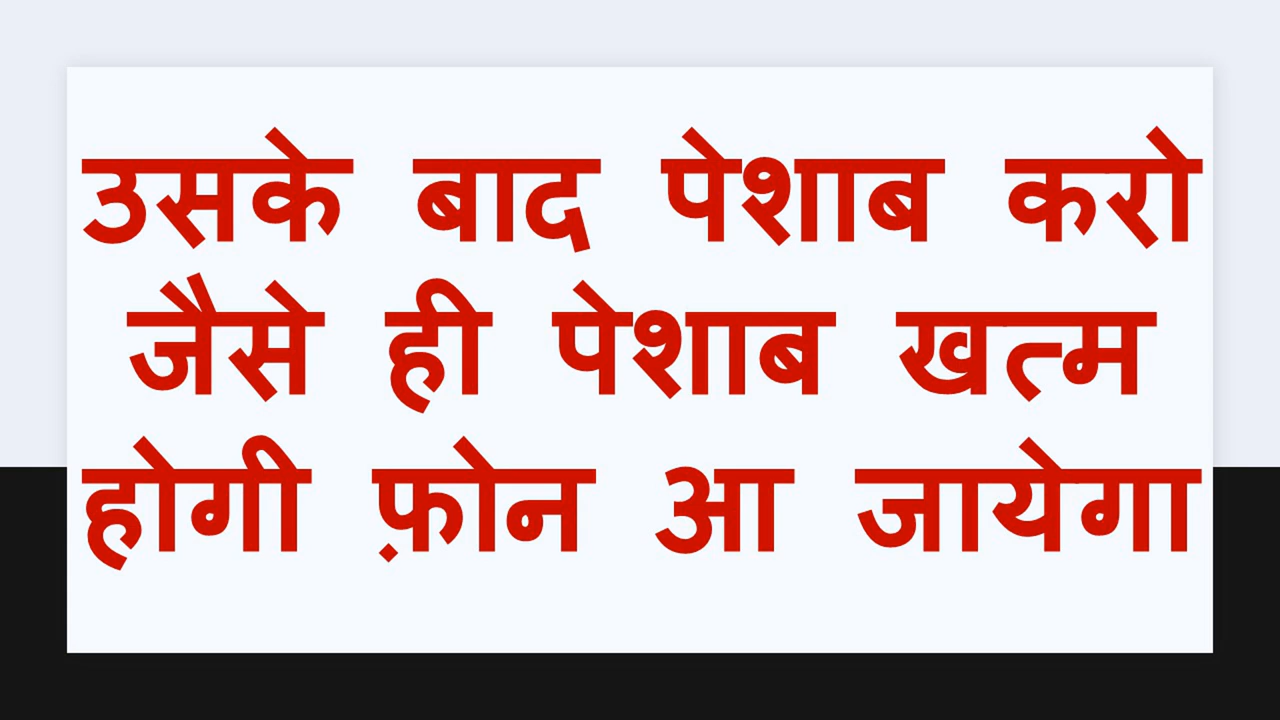 उसके बाद पेशाब करो
जैसे ही पेशाब खत्म
होगी फ़ोन आ जायेगा